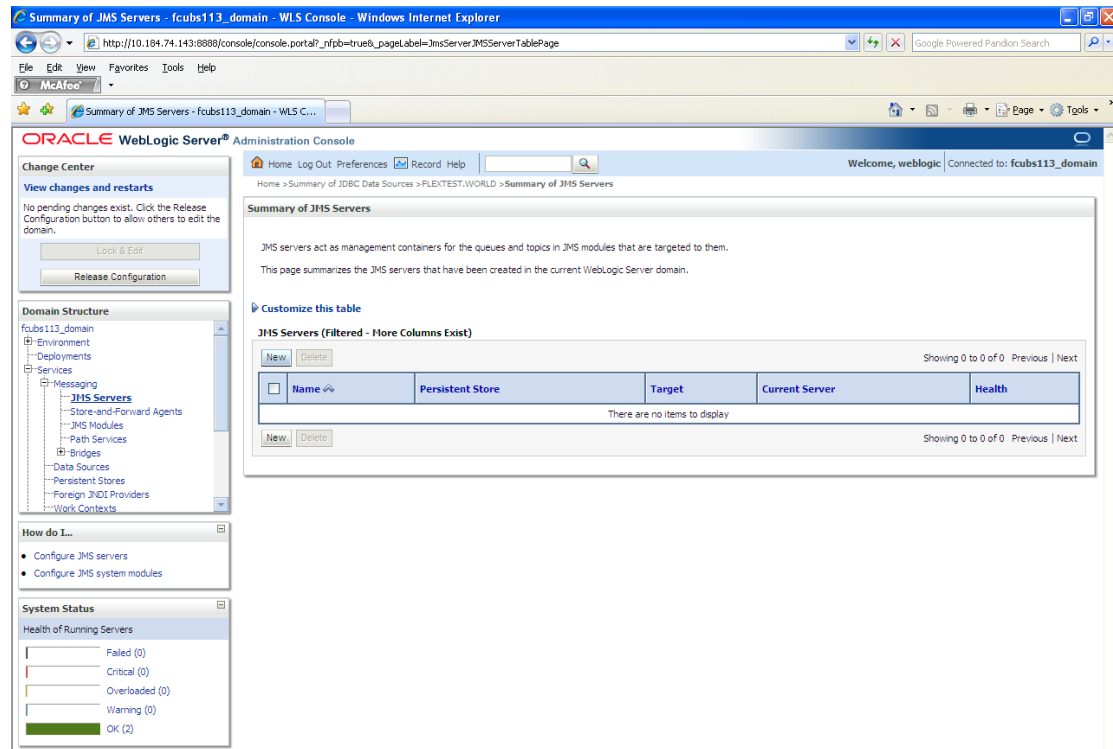 Summary of JMS Servers - fcubs113_domain - WLS Console - Windows Internet Explorer
http://10.184.74.143:8888/console/console.portal?_nfpb=true&_pageLabel=JmsServerJMSServerTablePage
Google Powered Pandion Search
File Edit View Favorites Tools Help
McAfee
Summary of JMS Servers - fcubs113_domain - WLS C...
Page Tools
ORACLE WebLogic Server® Administration Console
Change Center
View changes and restarts
No pending changes exist. Click the Release
Configuration button to allow others to edit the
domain.
Lock & Edit
Release Configuration
Domain Structure
fcubs113_domain
Environment
Deployments
Services
Messaging
JMS Servers
Store-and-Forward Agents
JMS Modules
Path Services
Bridges
Data Sources
Persistent Stores
Foreign JNDI Providers
Work Contexts
How do I...
Configure JMS servers
Configure JMS system modules
System Status
Health of Running Servers
Failed (0)
Critical (0)
Overloaded (0)
Warning (0)
OK (2)
Home Log Out Preferences Record Help
Welcome, weblogic Connected to: fcubs113_domain
Home >Summary of JDBC Data Sources >FLEXTEST.WORLD >Summary of JMS Servers
Summary of JMS Servers
JMS servers act as management containers for the queues and topics in JMS modules that are targeted to them.
This page summarizes the JMS servers that have been created in the current WebLogic Server domain.
Customize this table
JMS Servers (Filtered - More Columns Exist)
New Delete Showing 0 to 0 of 0 Previous | Next
Name Persistent Store Target Current Server Health
There are no items to display
New Delete Showing 0 to 0 of 0 Previous | Next